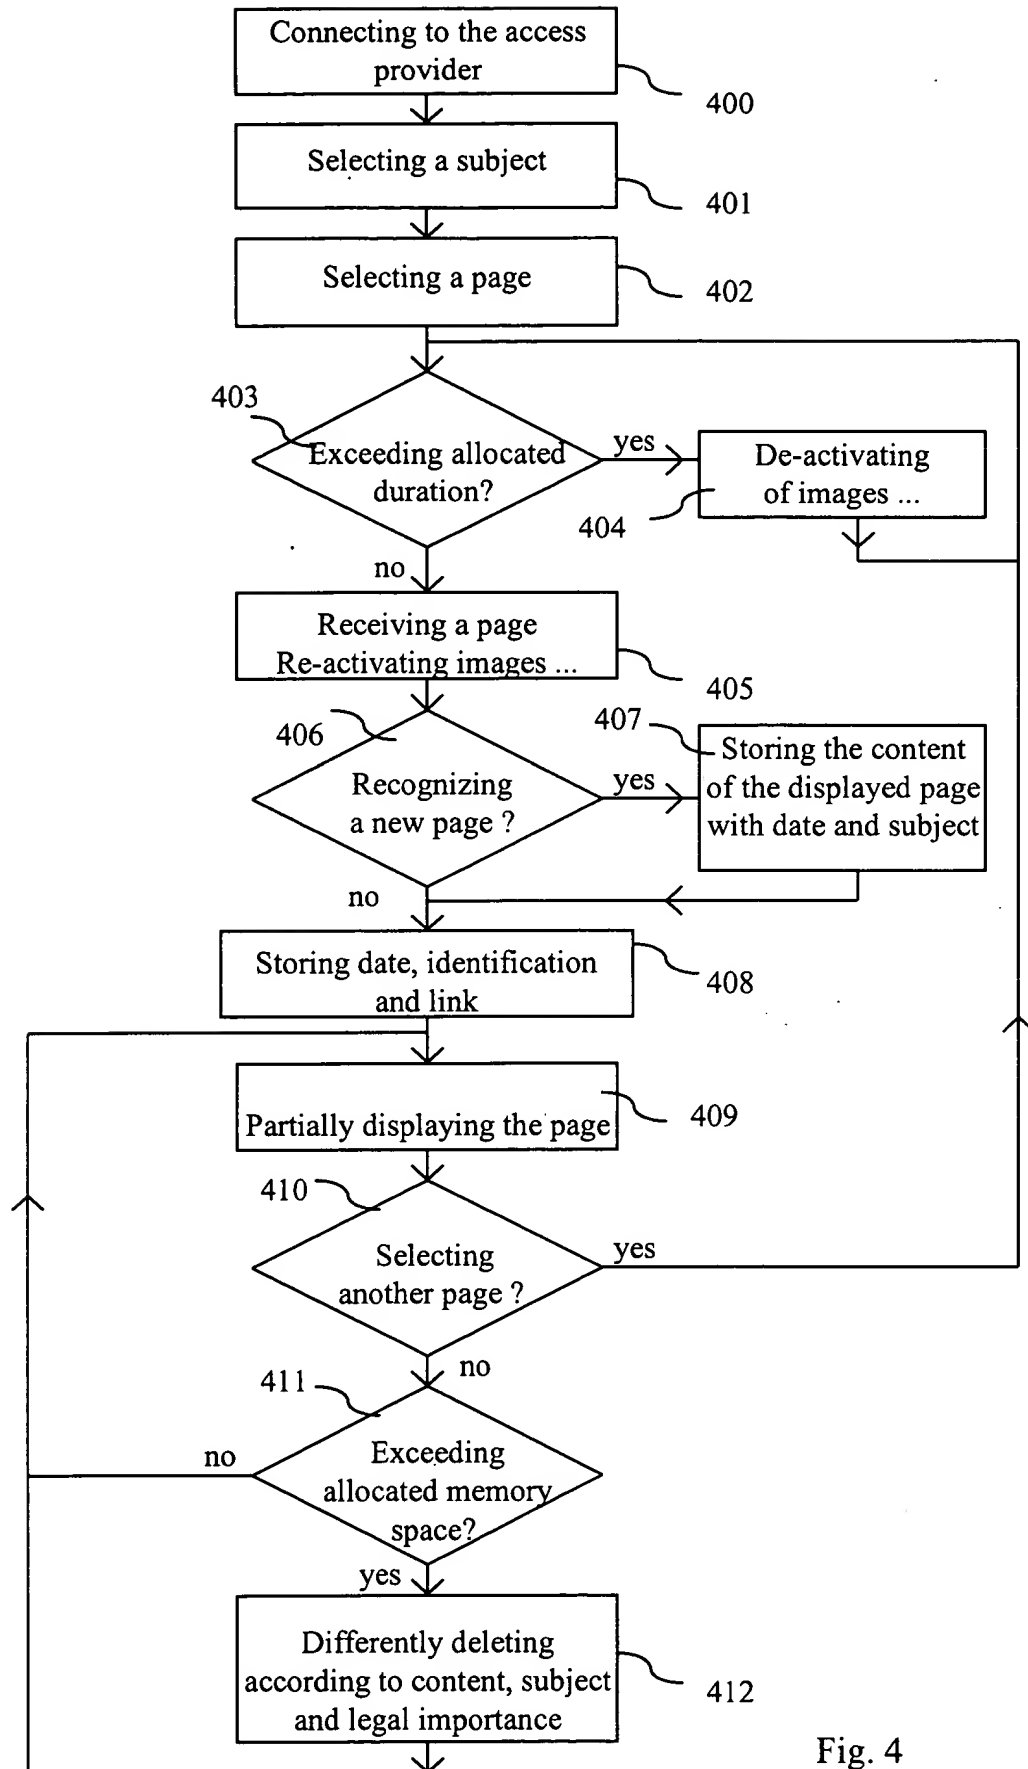 Connecting to the access
provider
400
Selecting a subject
401
Selecting a page
402
403
Exceeding allocated
duration?
yes
De-activating
of images ...
404
no
Receiving a page
Re-activating images ...
405
406
Recognizing
a new page ?
yes
407
Storing the content
of the displayed page
with date and subject
no
Storing date, identification
and link
408
Partially displaying the page
409
410
Selecting
another page ?
yes
no
411
Exceeding
allocated memory
space?
no
yes
Differently deleting
according to content, subject
and legal importance
412
Fig. 4